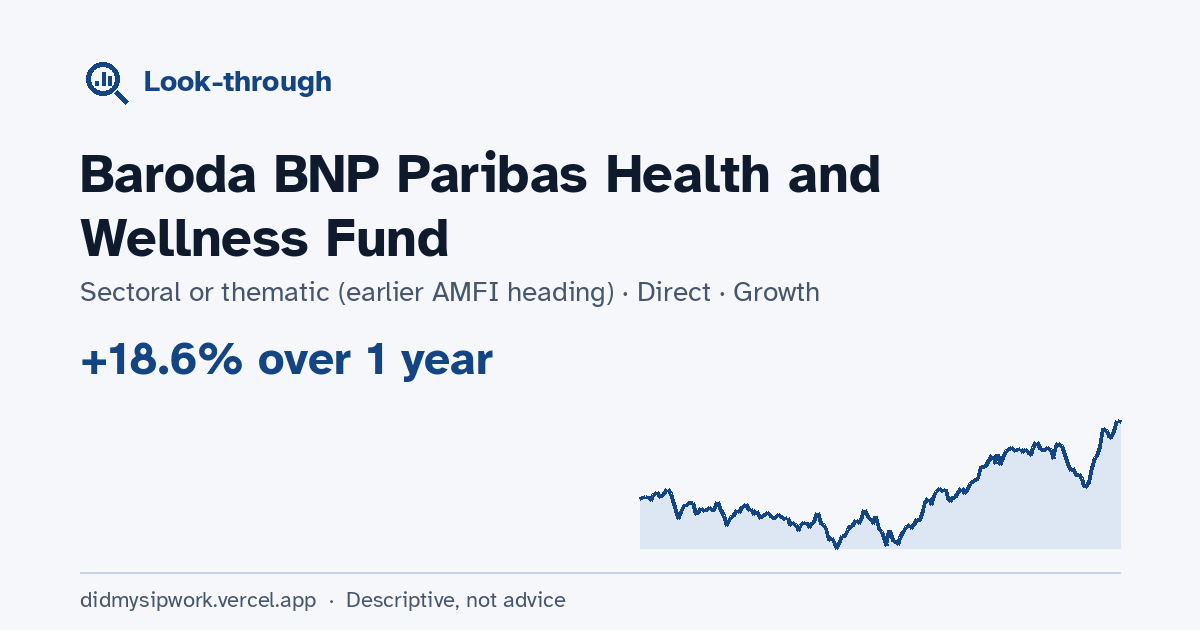 Look-through
Baroda BNP Paribas Health and
Wellness Fund
Sectoral or thematic (earlier AMFI heading) · Direct · Growth
+18.6% over 1 year
didmysipwork.vercel.app · Descriptive, not advice